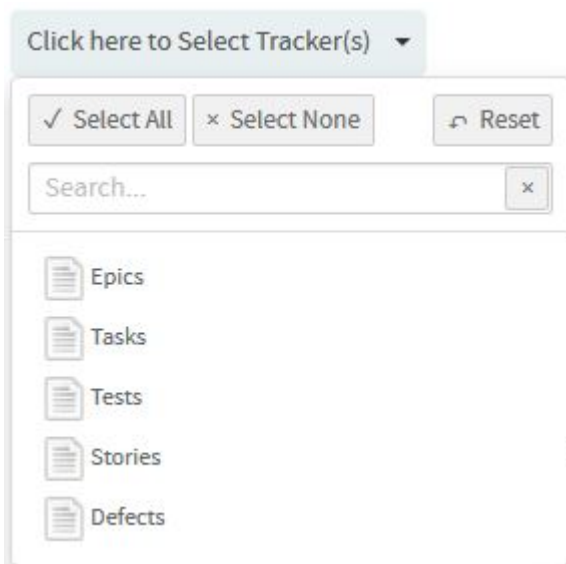 Click here to Select Tracker(s)
✓ Select All × Select None Reset
Search... ×
Epics
Tasks
Tests
Stories
Defects